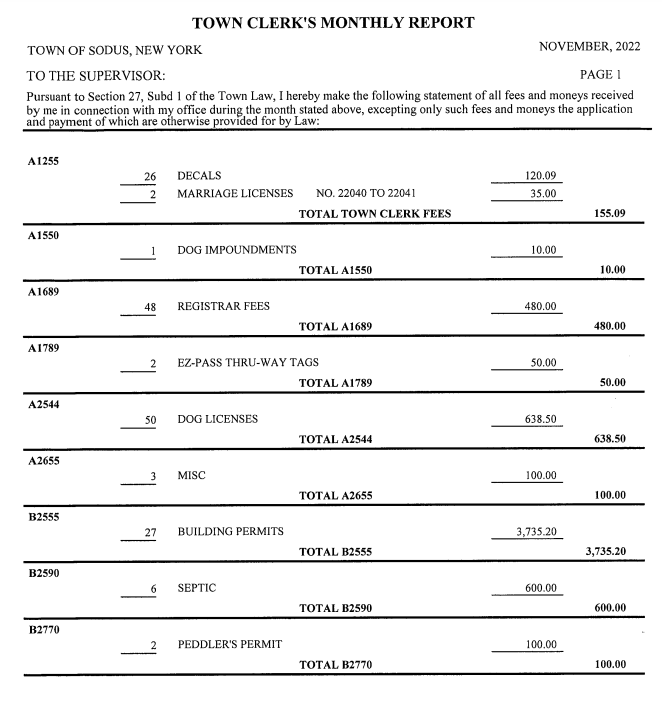 TOWN CLERK'S MONTHLY REPORT
TOWN OF SODUS, NEW YORK NOVEMBER, 2022
TO THE SUPERVISOR: PAGE 1
Pursuant to Section 27, Subd 1 of the Town Law, I hereby make the following statement of all fees and moneys received
by me in connection with my office during the month stated above, excepting only such fees and moneys the application
and payment of which are otherwise provided for by Law:
A1255
26 DECALS 120.09
2 MARRIAGE LICENSES NO. 22040 TO 22041 35.00
TOTAL TOWN CLERK FEES 155.09
A1550
1 DOG IMPOUNDMENTS 10.00
TOTAL A1550 10.00
A1689
48 REGISTRAR FEES 480.00
TOTAL A1689 480.00
A1789
2 EZ-PASS THRU-WAY TAGS 50.00
TOTAL A1789 50.00
A2544
50 DOG LICENSES 638.50
TOTAL A2544 638.50
A2655
3 MISC 100.00
TOTAL A2655 100.00
B2555
27 BUILDING PERMITS 3,735.20
TOTAL B2555 3,735.20
B2590
6 SEPTIC 600.00
TOTAL B2590 600.00
B2770
2 PEDDLER'S PERMIT 100.00
TOTAL B2770 100.00